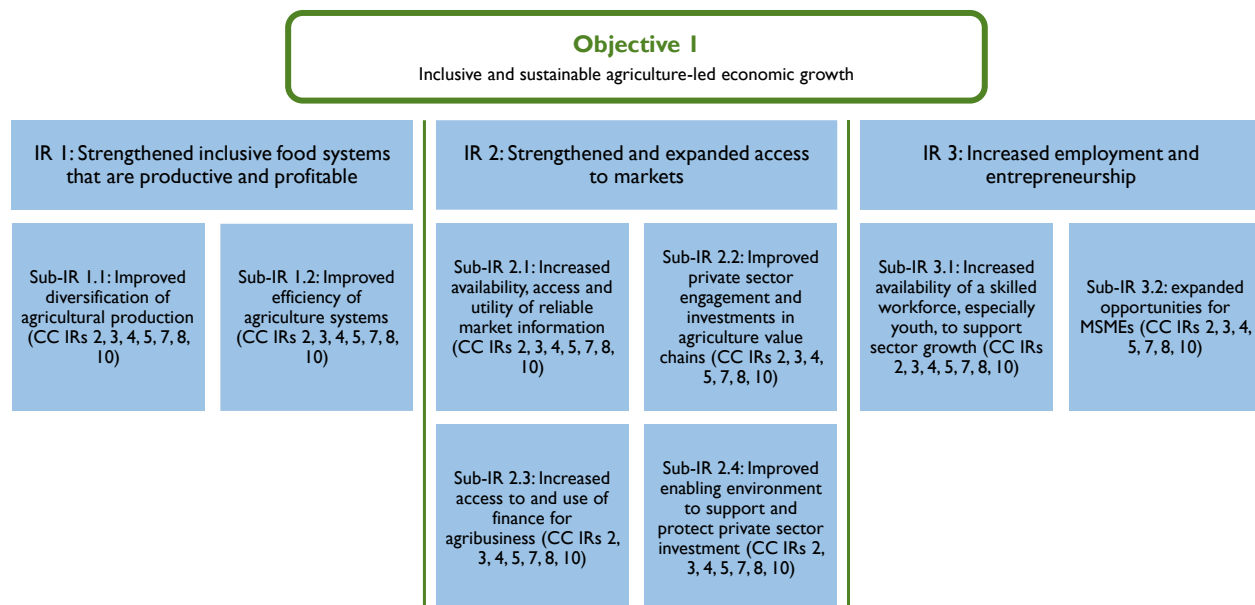 Objective 1
Inclusive and sustainable agriculture-led economic growth
IR 1: Strengthened inclusive food systems
that are productive and profitable
IR 2: Strengthened and expanded access
to markets
IR 3: Increased employment and
entrepreneurship
Sub-IR 1.1: Improved
diversification of
agricultural production
(CC IRs 2, 3, 4, 5, 7, 8,
10)
Sub-IR 1.2: Improved
efficiency of
agriculture systems
(CC IRs 2, 3, 4, 5, 7, 8,
10)
Sub-IR 2.1: Increased
availability, access and
utility of reliable
market information
(CC IRs 2, 3, 4, 5, 7, 8,
10)
Sub-IR 2.2: Improved
private sector
engagement and
investments in
agriculture value
chains (CC IRs 2, 3, 4,
5, 7, 8, 10)
Sub-IR 3.1: Increased
availability of a skilled
workforce, especially
youth, to support
sector growth (CC IRs
2, 3, 4, 5, 7, 8, 10)
Sub-IR 3.2: expanded
opportunities for
MSMEs (CC IRs 2, 3, 4,
5, 7, 8, 10)
Sub-IR 2.3: Increased
access to and use of
finance for
agribusiness (CC IRs 2,
3, 4, 5, 7, 8, 10)
Sub-IR 2.4: Improved
enabling environment
to support and
protect private sector
investment (CC IRs 2,
3, 4, 5, 7, 8, 10)